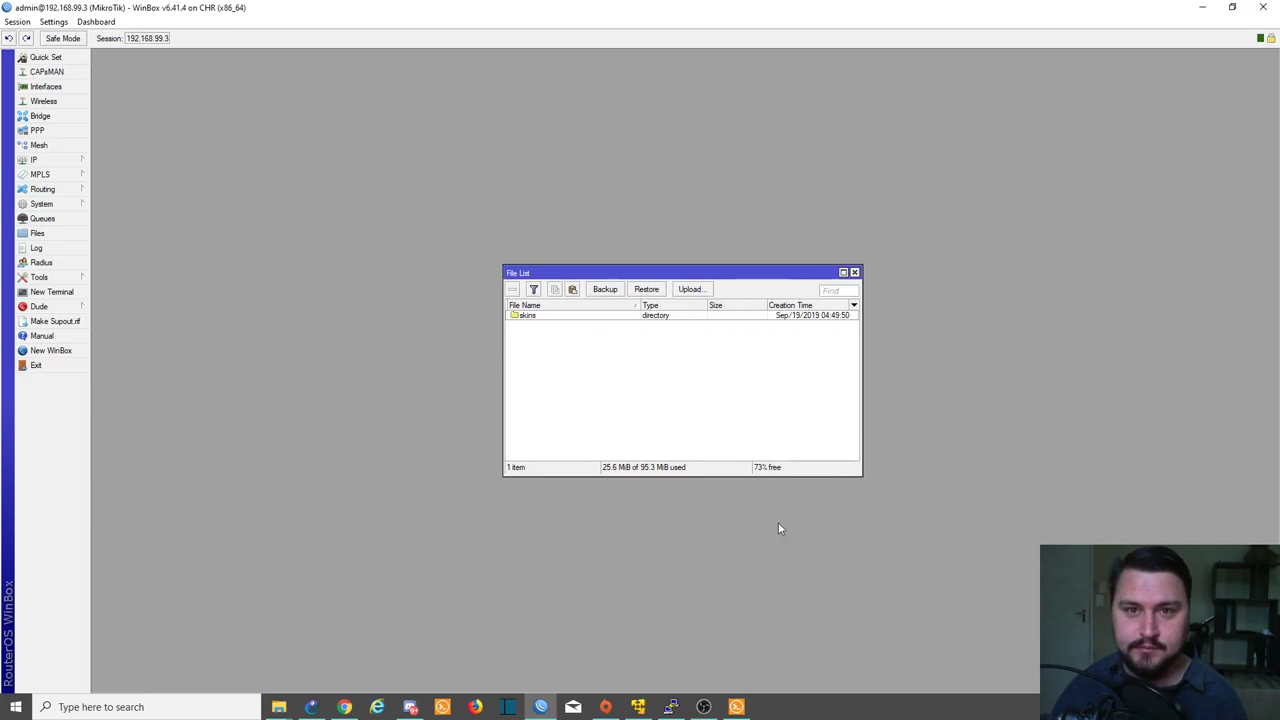 admin@192.168.99.3 (MikroTik) - WinBox v6.41.4 on CHR (x86_64)
Session Settings Dashboard
Safe Mode Session: 192.168.99.3
Quick Set
CAPsMAN
Interfaces
Wireless
Bridge
PPP
Mesh
IP
MPLS
Routing
System
Queues
Files
Log
Radius
Tools
New Terminal
Dude
Make Supout.rif
Manual
New WinBox
Exit
RouterOS WinBox
File List
Backup Restore Upload... Find
File Name Type Size Creation Time
skins directory Sep/19/2019 04:49:50
1 item 25.6 MiB of 95.3 MiB used 73% free
Type here to search